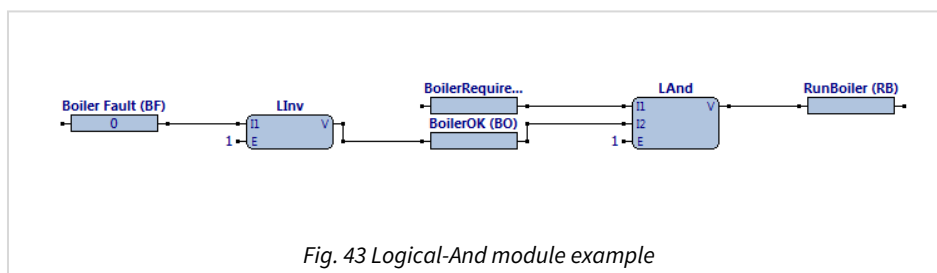 BoilerRequire... LAnd RunBoiler (RB)
Boiler Fault (BF) LInv
0 I1 V I1 V
1 E BoilerOK (BO) I2
1 E
Fig. 43 Logical-And module example